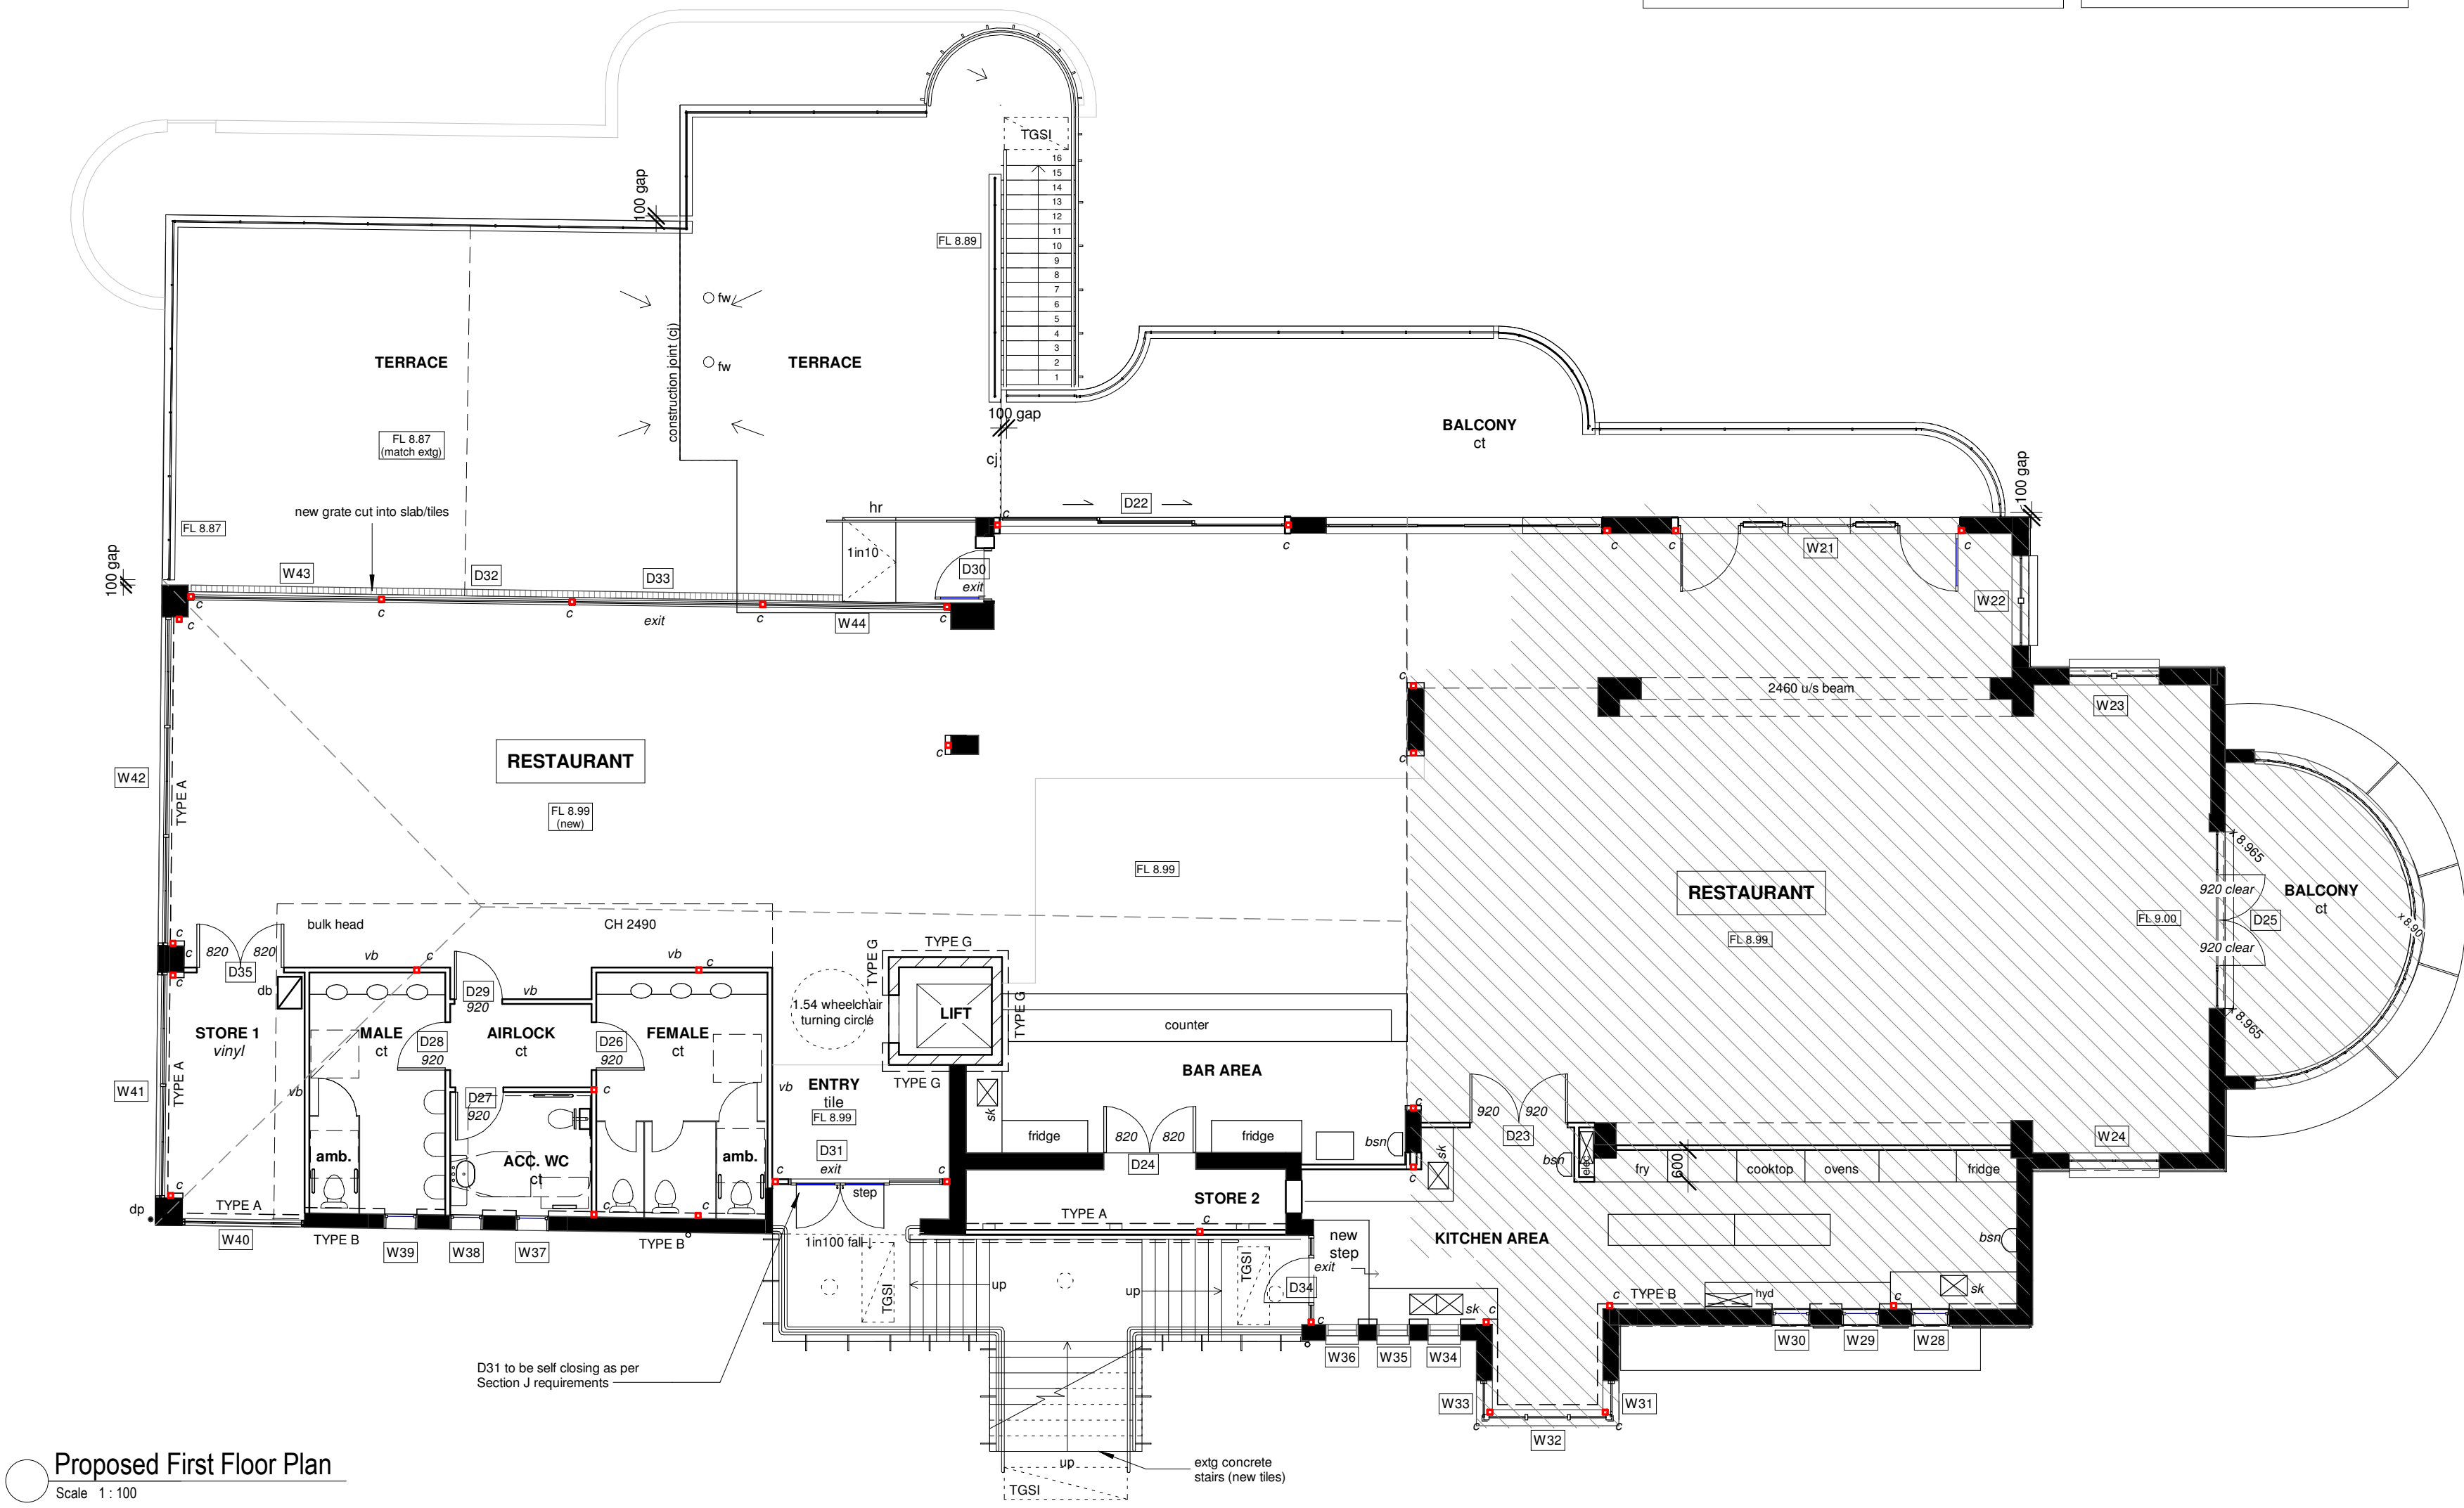 TGSI
16
15
14
13
12
11
10
9
8
7
6
5
4
3
2
1
100 gap
FL 8.89
fw
fw
construction joint (cj)
TERRACE
TERRACE
FL 8.87
(match extg)
100 gap
cj
BALCONY
ct
100 gap
new grate cut into slab/tiles
FL 8.87
hr
D22
c
c
c
c
c
W21
W22
100 gap
W43
D32
D33
1in10
D30
exit
c
c
c
c
c
c
exit
W44
c
2460 u/s beam
W23
RESTAURANT
c
c
W42
TYPE A
FL 8.99
(new)
FL 8.99
RESTAURANT
FL 8.99
x 8.965
920 clear
D25
920 clear
x 8.965
FL 9.00
BALCONY
ct
x 8.90
bulk head
CH 2490
c
c
c
820
820
D35
vb
c
vb
c
TYPE G
TYPE G
TYPE G
TYPE G
db
D29
920
vb
1.54 wheelchair
turning circle
LIFT
counter
STORE 1
vinyl
MALE
ct
D28
920
AIRLOCK
ct
D26
920
FEMALE
ct
BAR AREA
W41
TYPE A
vb
D27
920
c
vb
ENTRY
tile
FL 8.99
sk
fridge
820
820
D24
fridge
bsn
c
c
sk
920
920
D23
bsn
elec
fry
600
cooktop
ovens
fridge
W24
amb.
ACC. WC
ct
amb.
D31
exit
step
c
c
STORE 2
TYPE A
c
dp
c
TYPE A
c
c
W40
TYPE B
W39
W38
W37
TYPE B
1in100 fall
TGSI
up
up
TGSI
new
step
exit
D34
KITCHEN AREA
bsn
sk
c
sk
c
c
TYPE B
hyd
c
W36
W35
W34
W30
W29
W28
D31 to be self closing as per
Section J requirements
W33
W31
c
c
W32
up
TGSI
extg concrete
stairs (new tiles)
Proposed First Floor Plan
Scale 1 : 100